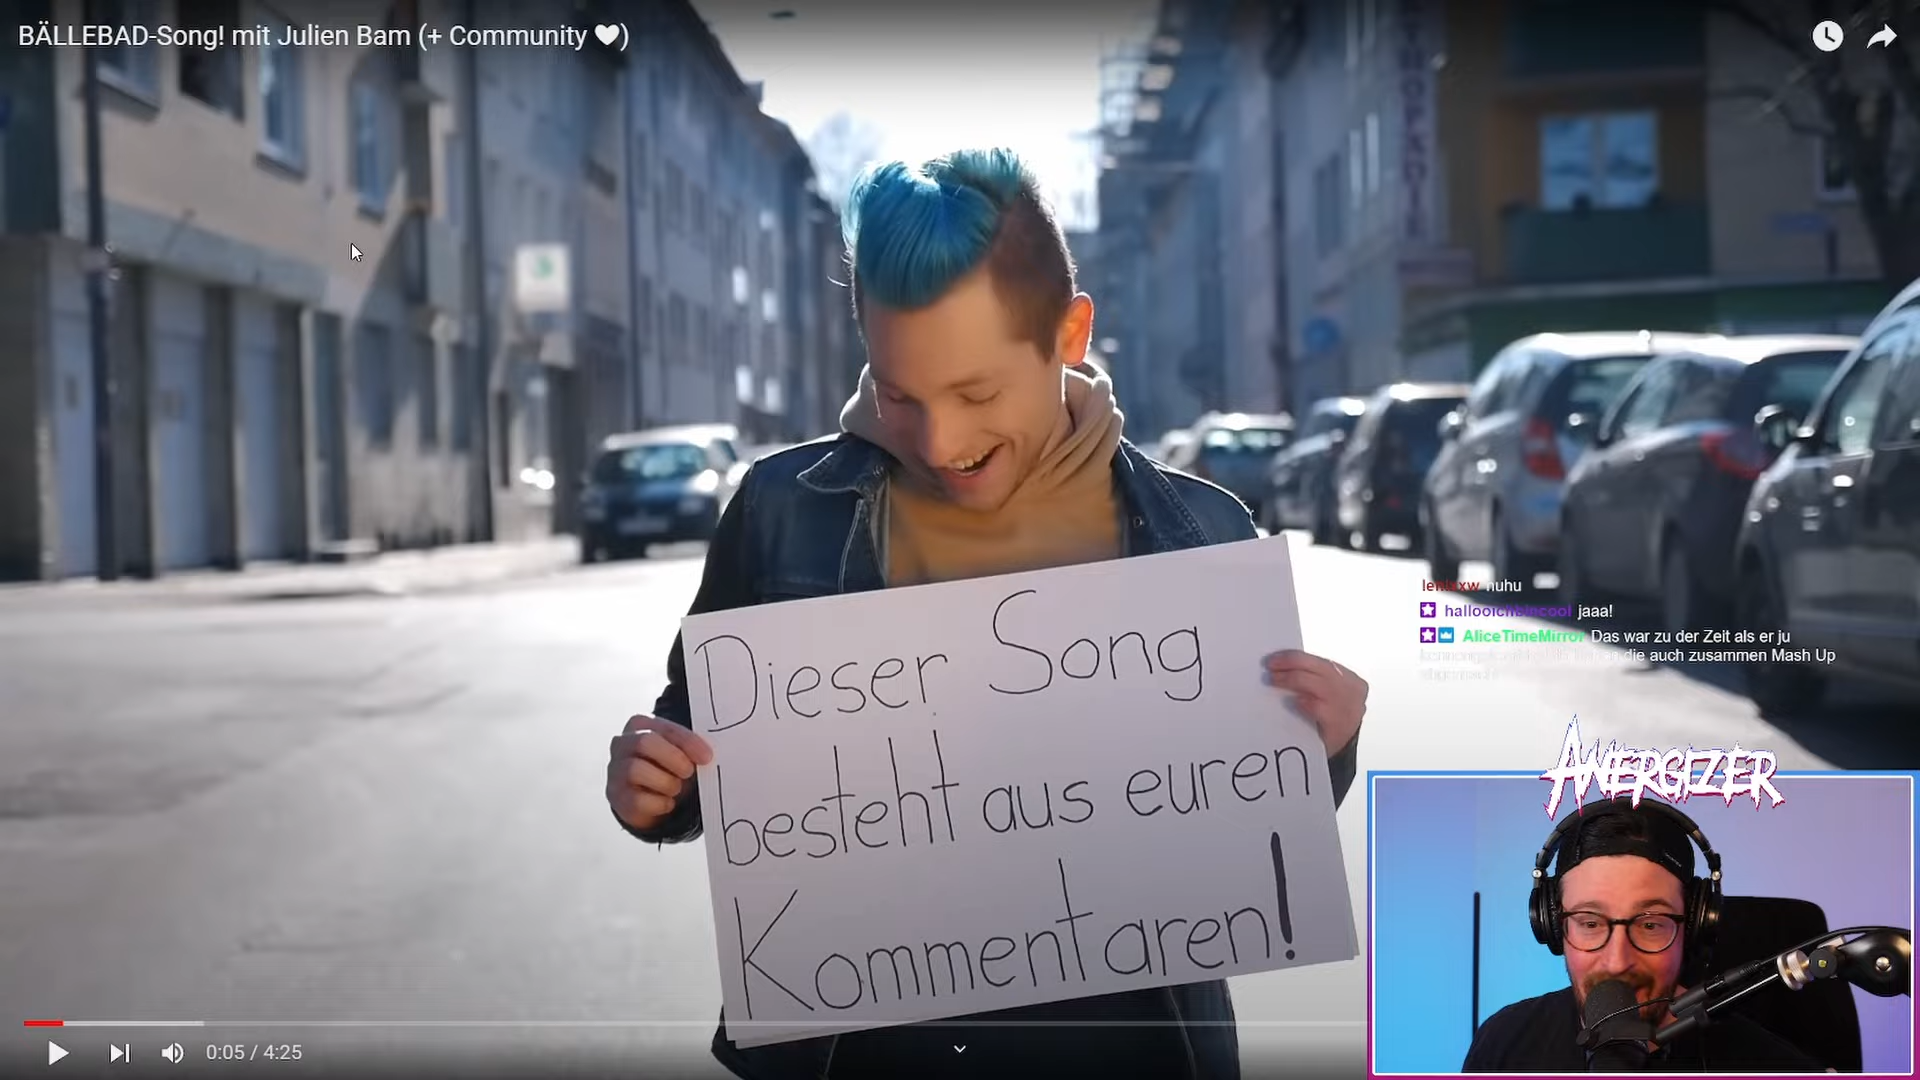 BÄLLEBAD-Song! mit Julien Bam (+ Community ♥)
Dieser Song
besteht aus euren
Kommentaren!
nuhu
jaaa!
AliceTimeMirror Das war zu der Zeit als er ju
die auch zusammen Mash Up
AWERGIZER
0:05 / 4:25